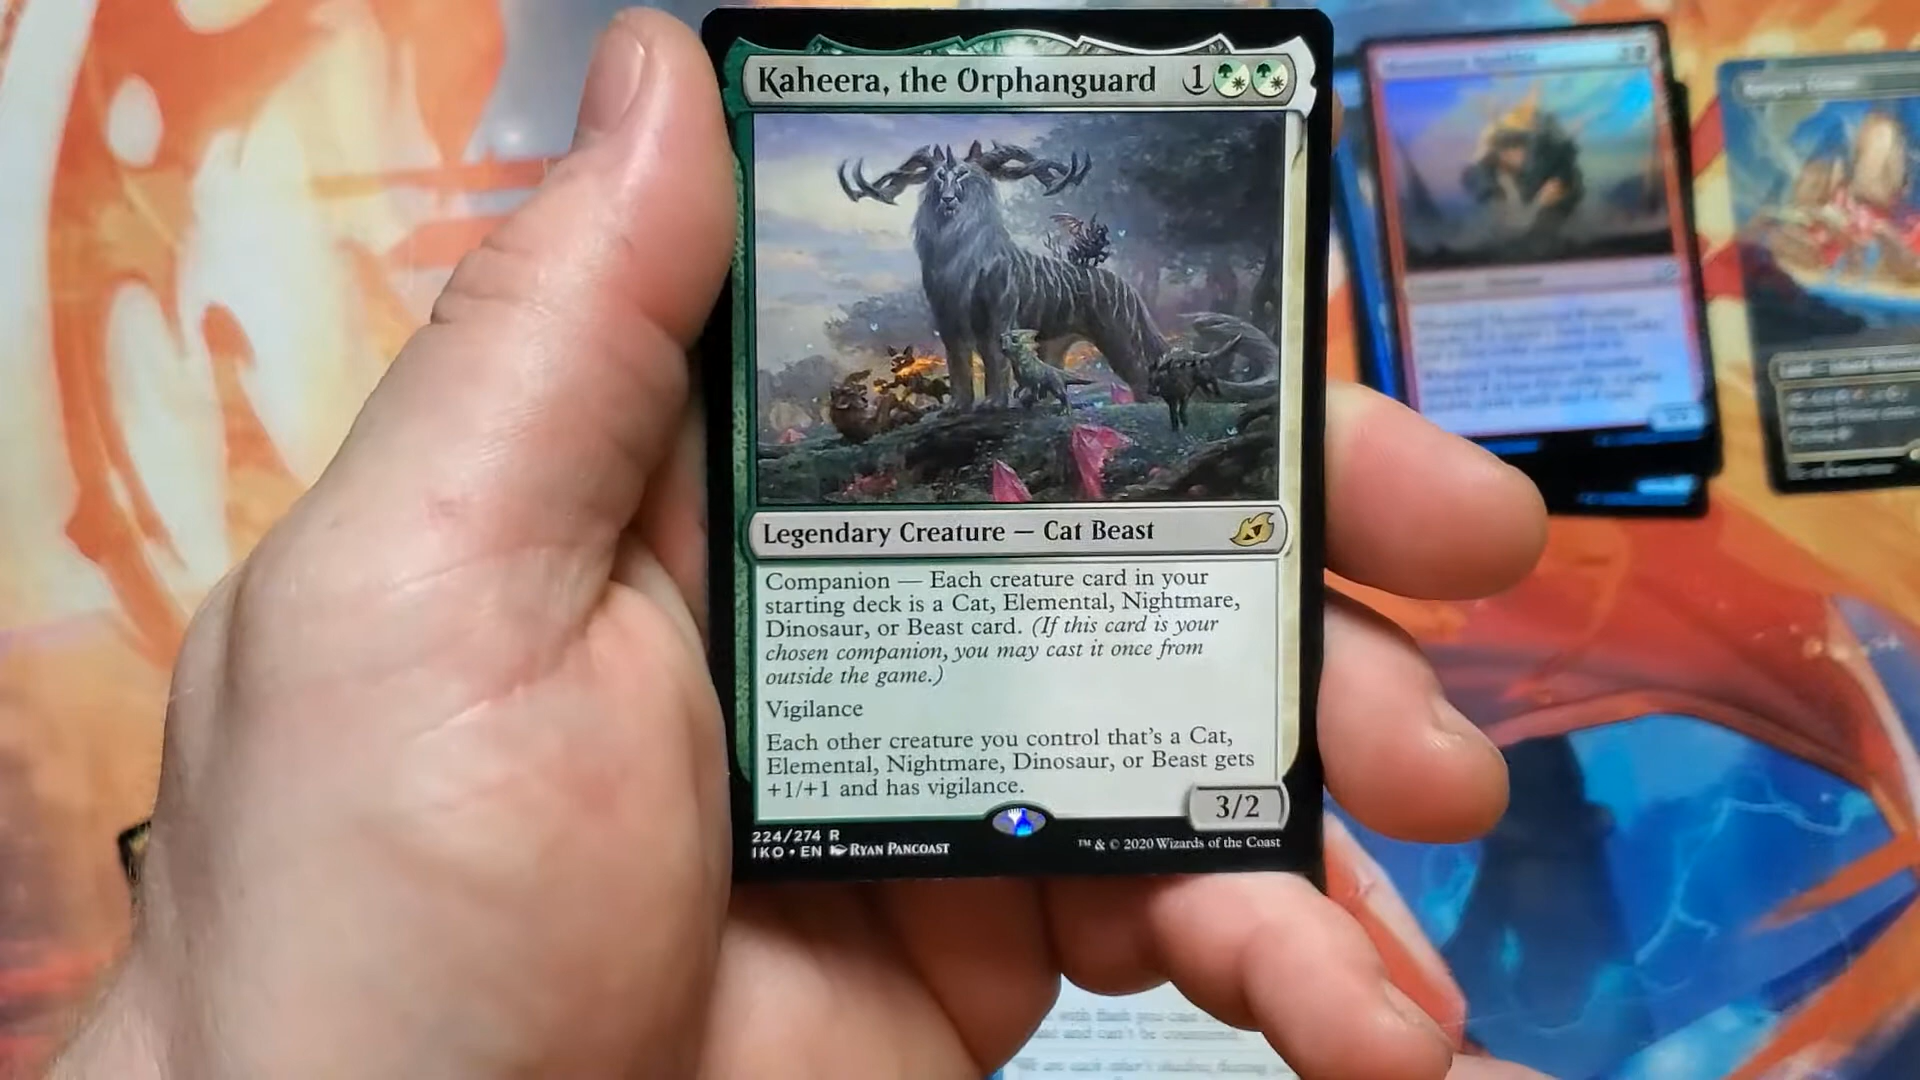 Kaheera, the Orphanguard 1
Legendary Creature — Cat Beast
Companion — Each creature card in your
starting deck is a Cat, Elemental, Nightmare,
Dinosaur, or Beast card. (If this card is your
chosen companion, you may cast it once from
outside the game.)
Vigilance
Each other creature you control that's a Cat,
Elemental, Nightmare, Dinosaur, or Beast gets
+1/+1 and has vigilance.
3/2
224/274 R
IKO • EN RYAN PANCOAST
™ & © 2020 Wizards of the Coast